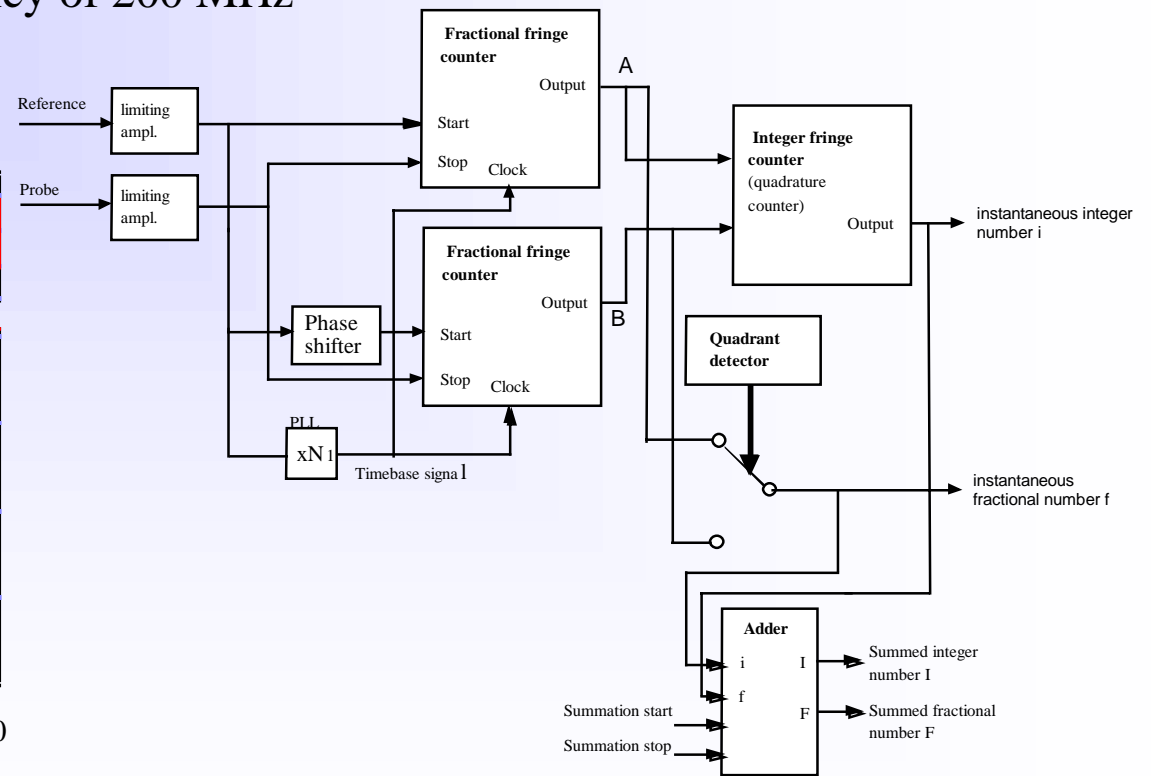 cy of 200 MHz
Fractional fringe
counter
Output
A
Reference
limiting
ampl.
Start
Stop
Clock
Probe
limiting
ampl.
Integer fringe
counter
(quadrature
counter)
Output
instantaneous integer
number i
Fractional fringe
counter
Output
B
Phase
shifter
Start
Stop
Clock
Quadrant
detector
PLL
xN1
Timebase signal
instantaneous
fractional number f
Adder
i
I
Summed integer
number I
f
F
Summed fractional
number F
Summation start
Summation stop
0